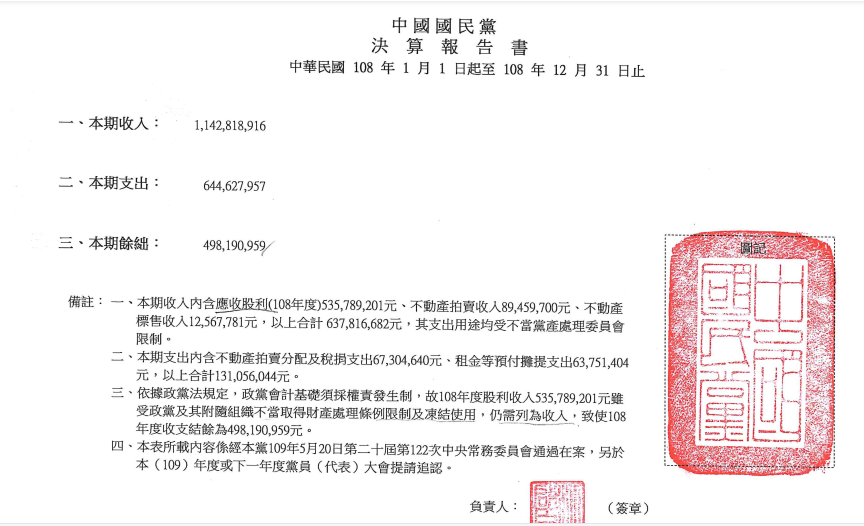 中國國民黨
決算報告書
中華民國 108 年 1 月 1 日起至 108 年 12 月 31 日止
一、本期收入： 1,142,818,916
二、本期支出： 644,627,957
三、本期餘絀： 498,190,959
圖記
備註： 一、本期收入內含應收股利(108年度)535,789,201元、不動產拍賣收入89,459,700元、不動產
標售收入12,567,781元，以上合計 637,816,682元，其支出用途均受不當黨產處理委員會
限制。
二、本期支出內含不動產拍賣分配及稅捐支出67,304,640元、租金等預付攤提支出63,751,404
元，以上合計131,056,044元。
三、依據政黨法規定，政黨會計基礎須採權責發生制，故108年度股利收入535,789,201元雖
受政黨及其附隨組織不當取得財產處理條例限制及凍結使用，仍需列為收入，致使108
年度收支結餘為498,190,959元。
四、本表所載內容係經本黨109年5月20日第二十屆第122次中央常務委員會通過在案，另於
本（109）年度或下一年度黨員（代表）大會提請追認。
中國
國民黨
負責人： （簽章）